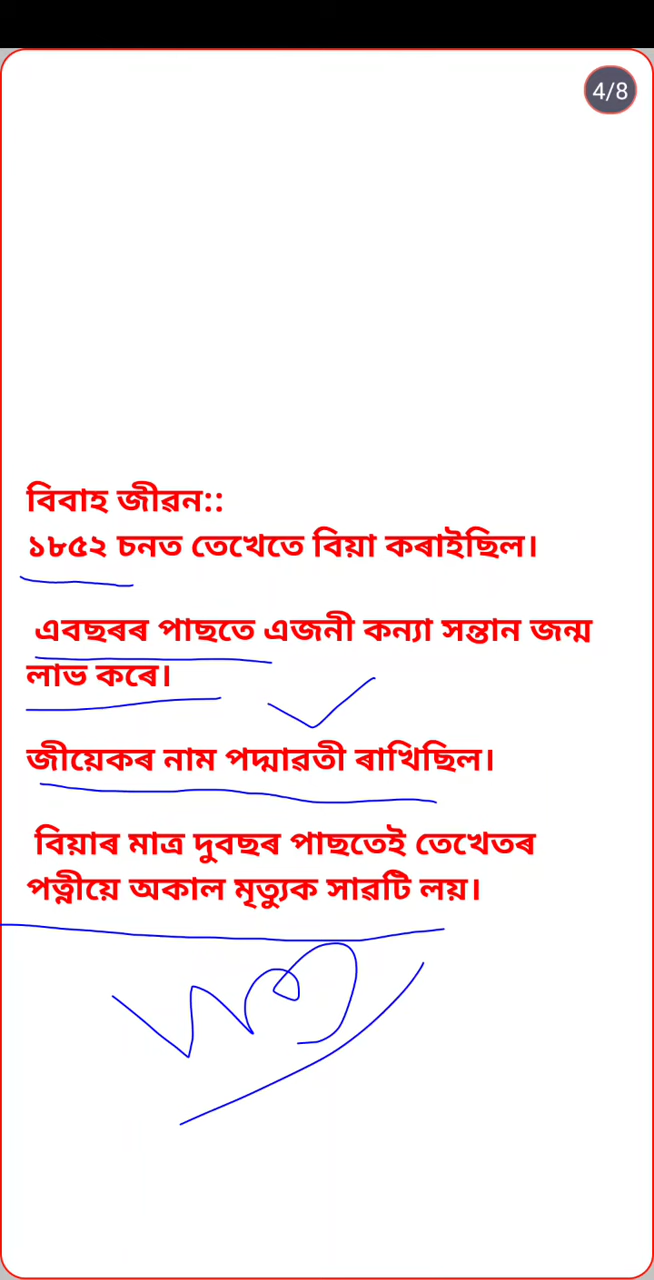 4/8
বিবাহ জীৱন::
১৮৫২ চনত তেখেতে বিয়া কৰাইছিল।
এবছৰৰ পাছতে এজনী কন্যা সন্তান জন্ম
লাভ কৰে।
জীয়েকৰ নাম পদ্মাৱতী ৰাখিছিল।
বিয়াৰ মাত্ৰ দুবছৰ পাছতেই তেখেতৰ
পত্নীয়ে অকাল মৃত্যুক সাৱটি লয়।